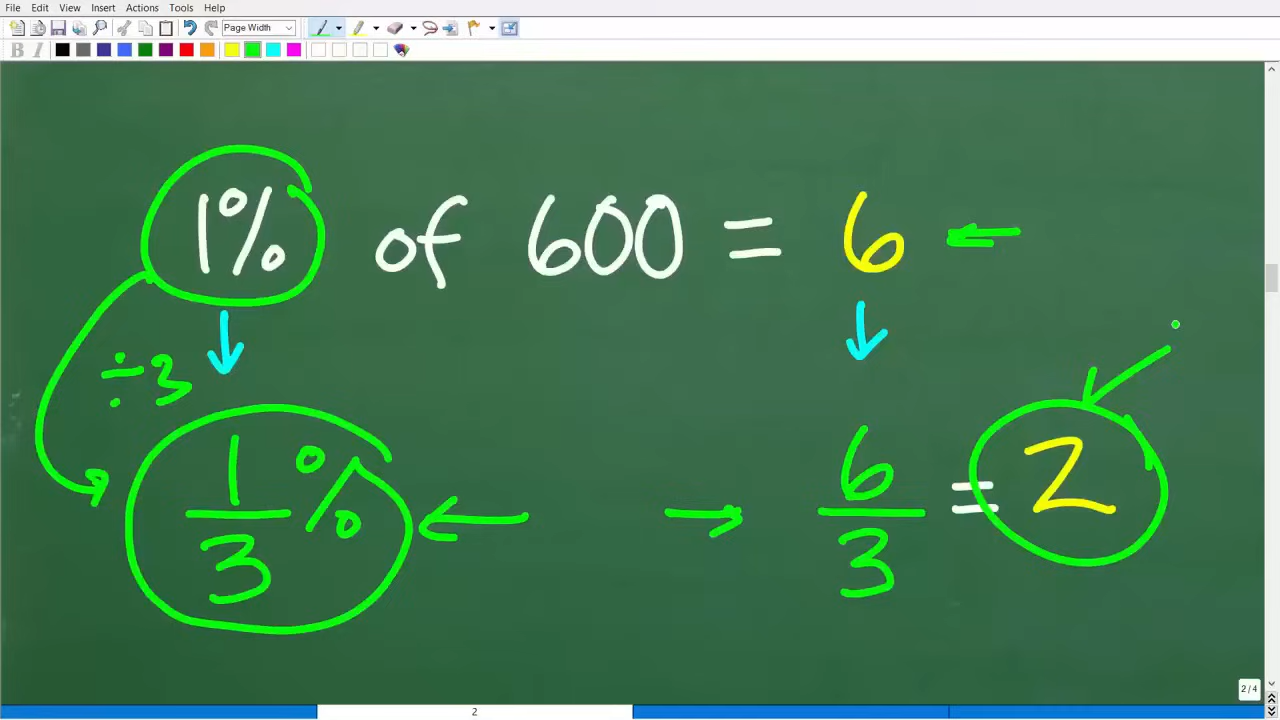 File Edit View Insert Actions Tools Help
Page Width
B I
1% of 600 = 6
÷3
1/3 % 6/3 = 2
2/4
2